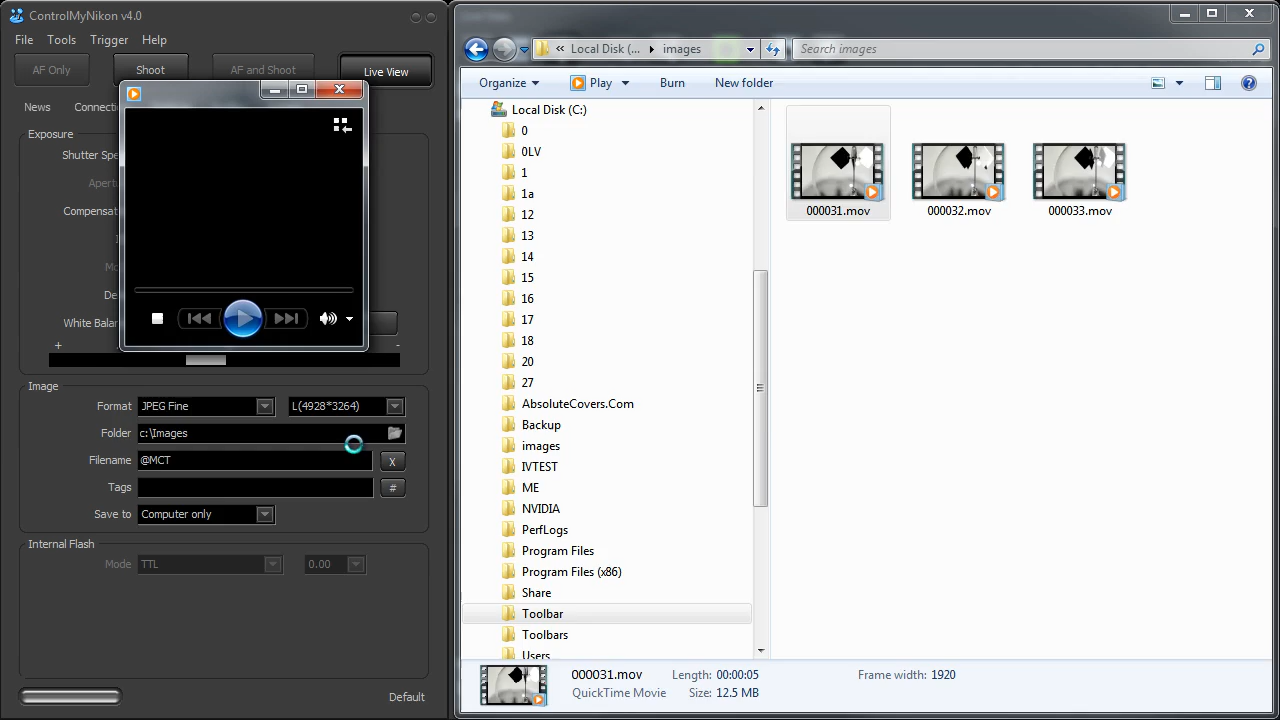 ControlMyNikon v4.0
File Tools Trigger Help
AF Only Shoot AF and Shoot Live View
News Connecti
Exposure
Shutter Spe
Apertu
Compensat
I
Mo
De
White Balan
+ -
Image
Format JPEG Fine L(4928*3264)
Folder c:\Images
Filename @MCT X
Tags #
Save to Computer only
Internal Flash
Mode TTL 0.00
Default
« Local Disk (... images Search images
Organize Play Burn New folder
Local Disk (C:)
0
0LV
1
1a
12
13
14
15
16
17
18
20
27
AbsoluteCovers.Com
Backup
images
IVTEST
ME
NVIDIA
PerfLogs
Program Files
Program Files (x86)
Share
Toolbar
Toolbars
Users
000031.mov 000032.mov 000033.mov
000031.mov Length: 00:00:05 Frame width: 1920
QuickTime Movie Size: 12.5 MB